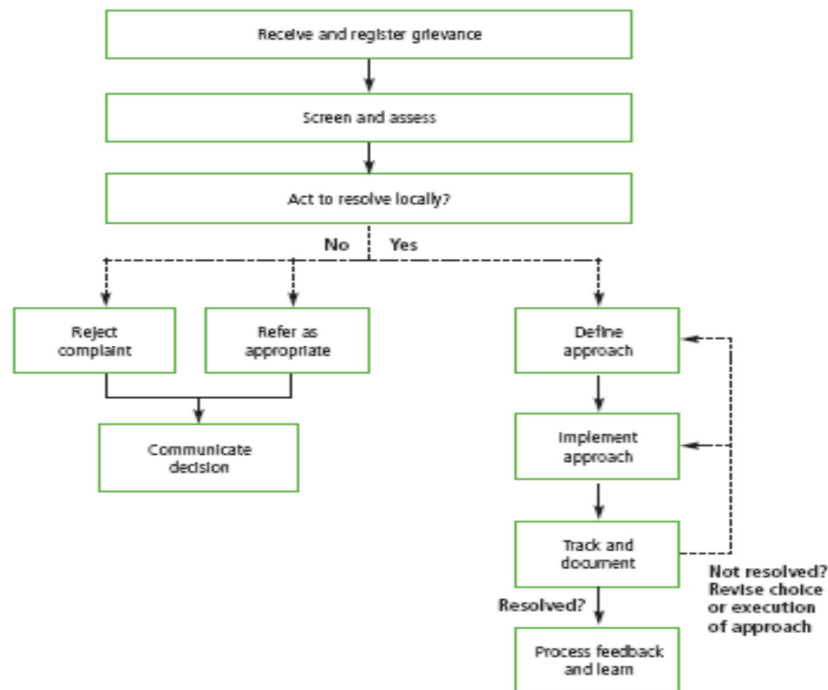 Receive and register grievance
Screen and assess
Act to resolve locally?
No
Yes
Reject
complaint
Refer as
appropriate
Define
approach
Communicate
decision
Implement
approach
Track and
document
Not resolved?
Revise choice
or execution
of approach
Resolved?
Process feedback
and learn